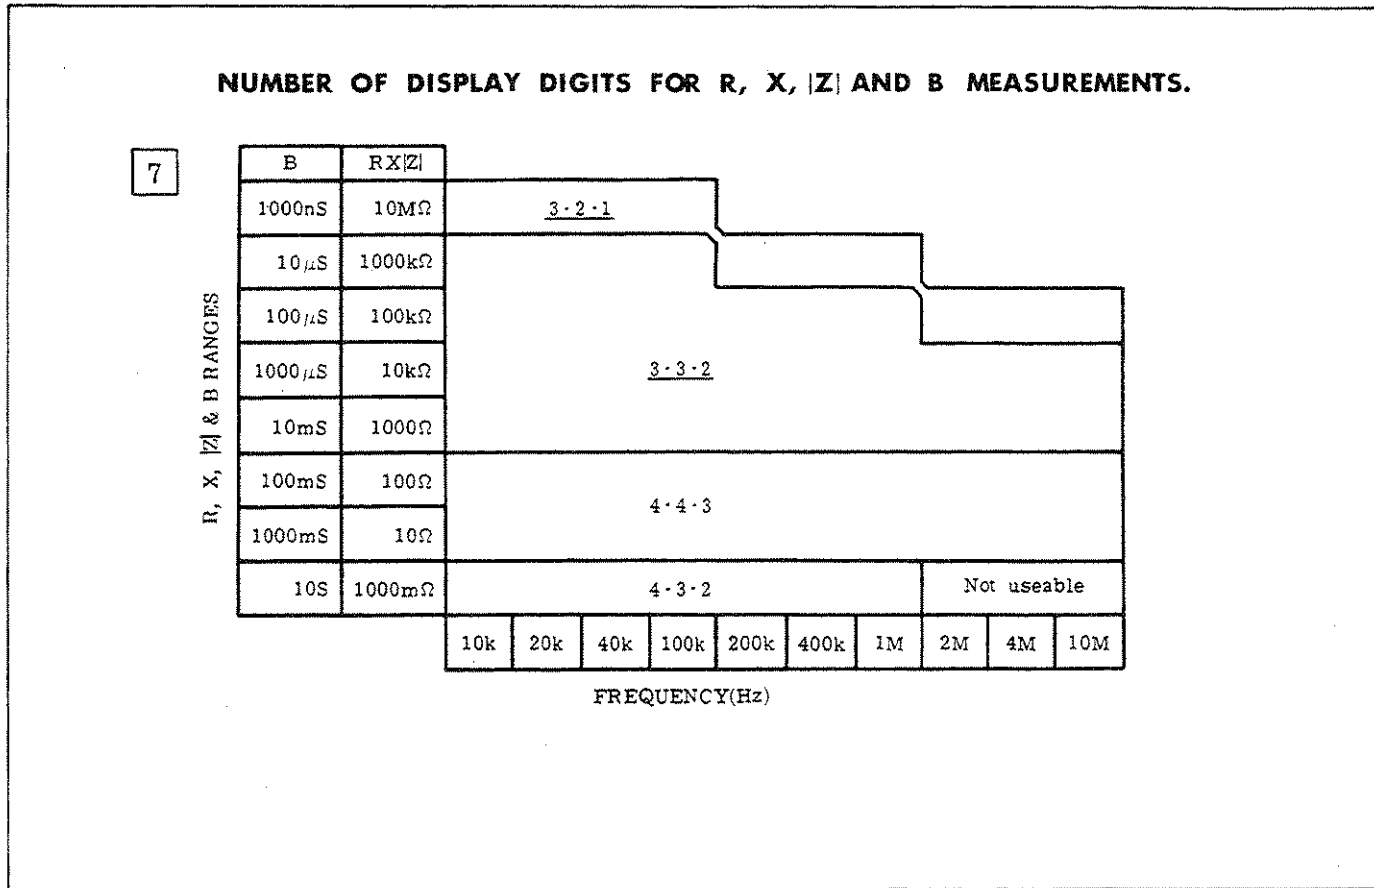 NUMBER OF DISPLAY DIGITS FOR R, X, |Z| AND B MEASUREMENTS.
7
B RX|Z|
1000nS 10MΩ 3·2·1
10μS 1000kΩ
100μS 100kΩ
1000μS 10kΩ 3·3·2
10mS 1000Ω
100mS 100Ω
4·4·3
1000mS 10Ω
10S 1000mΩ 4·3·2 Not useable
R, X, |Z| & B RANGES
10k 20k 40k 100k 200k 400k 1M 2M 4M 10M
FREQUENCY(Hz)